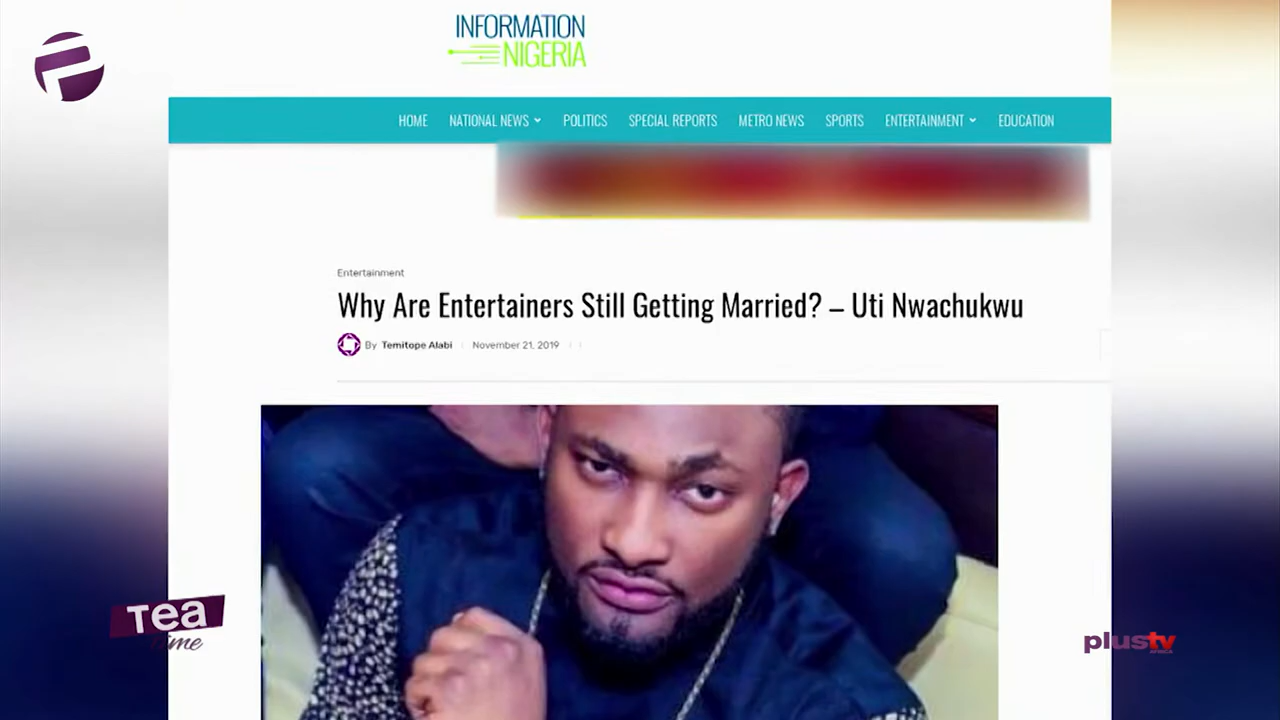 INFORMATION
NIGERIA
HOME NATIONAL NEWS POLITICS SPECIAL REPORTS METRO NEWS SPORTS ENTERTAINMENT EDUCATION
Entertainment
Why Are Entertainers Still Getting Married? – Uti Nwachukwu
By Temitope Alabi November 21, 2019
Tea
time
plustv
AFRICA